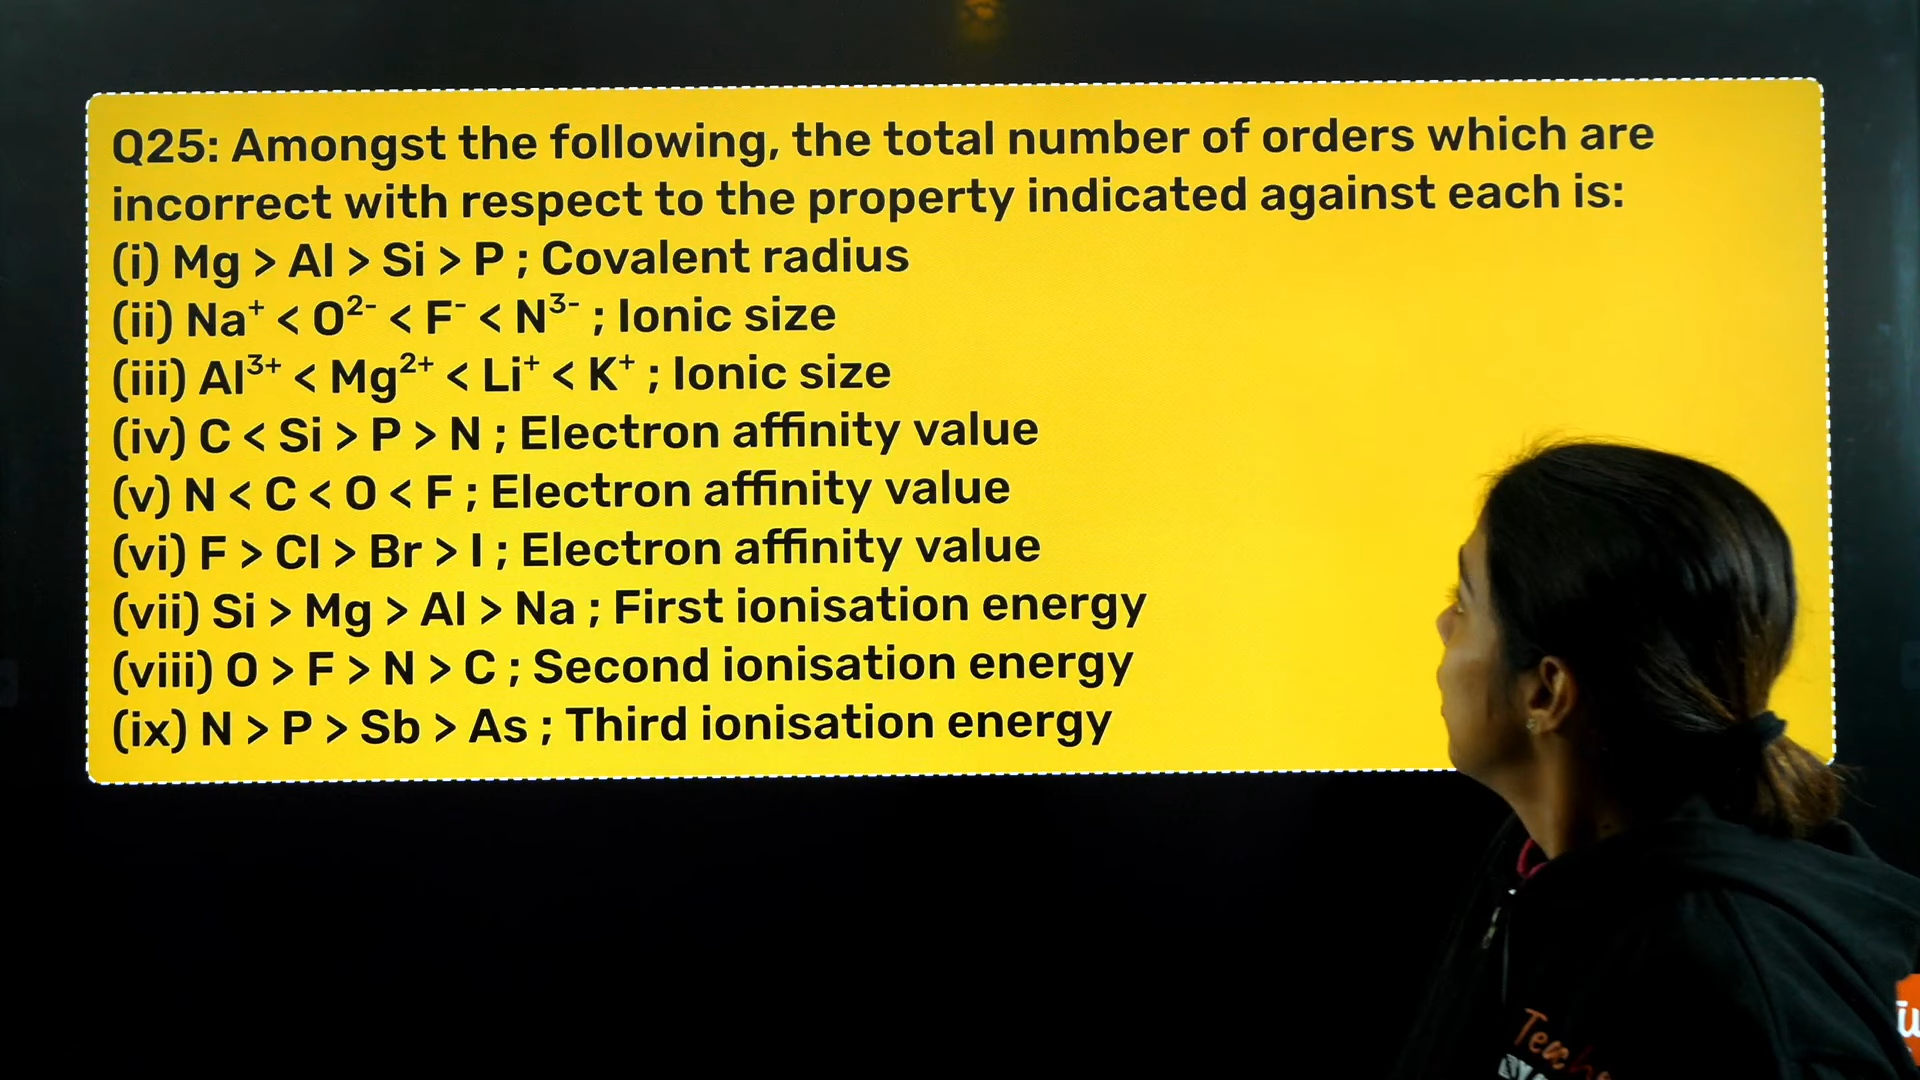 Q25: Amongst the following, the total number of orders which are
incorrect with respect to the property indicated against each is:
(i) Mg > Al > Si > P ; Covalent radius
(ii) Na⁺ < O²⁻ < F⁻ < N³⁻ ; Ionic size
(iii) Al³⁺ < Mg²⁺ < Li⁺ < K⁺ ; Ionic size
(iv) C < Si > P > N ; Electron affinity value
(v) N < C < O < F ; Electron affinity value
(vi) F > Cl > Br > I ; Electron affinity value
(vii) Si > Mg > Al > Na ; First ionisation energy
(viii) O > F > N > C ; Second ionisation energy
(ix) N > P > Sb > As ; Third ionisation energy